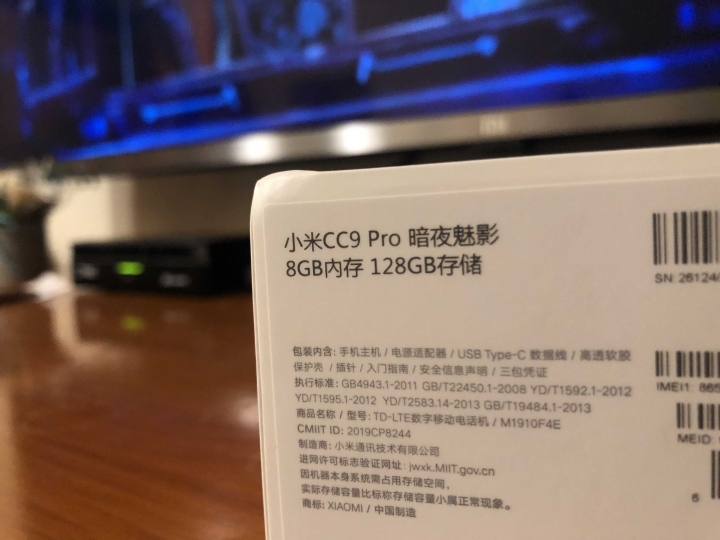 小米CC9 Pro 暗夜魅影
8GB内存 128GB存储
包装内含: 手机主机 / 电源适配器 / USB Type-C 数据线 / 高透软胶
保护壳 / 插针 / 入门指南 / 安全信息声明 / 三包凭证
执行标准: GB4943.1-2011 GB/T22450.1-2008 YD/T1592.1-2012
YD/T1595.1-2012 YD/T2583.14-2013 GB/T19484.1-2013
商品名称 / 型号: TD-LTE数字移动电话机 / M1910F4E
CMIIT ID: 2019CP8244
制造商: 小米通讯技术有限公司
进网许可标志验证网址: jwxk.MIIT.gov.cn
因机器本身系统需占用存储空间,
实际存储容量比标称存储容量小属正常现象。
商标: XIAOMI / 中国制造
SN: 26124/
IMEI1: 865
MEID:
6